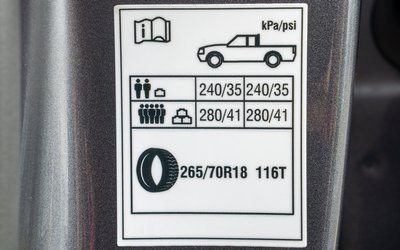 kPa/psi
240/35 240/35
280/41 280/41
265/70R18 116T